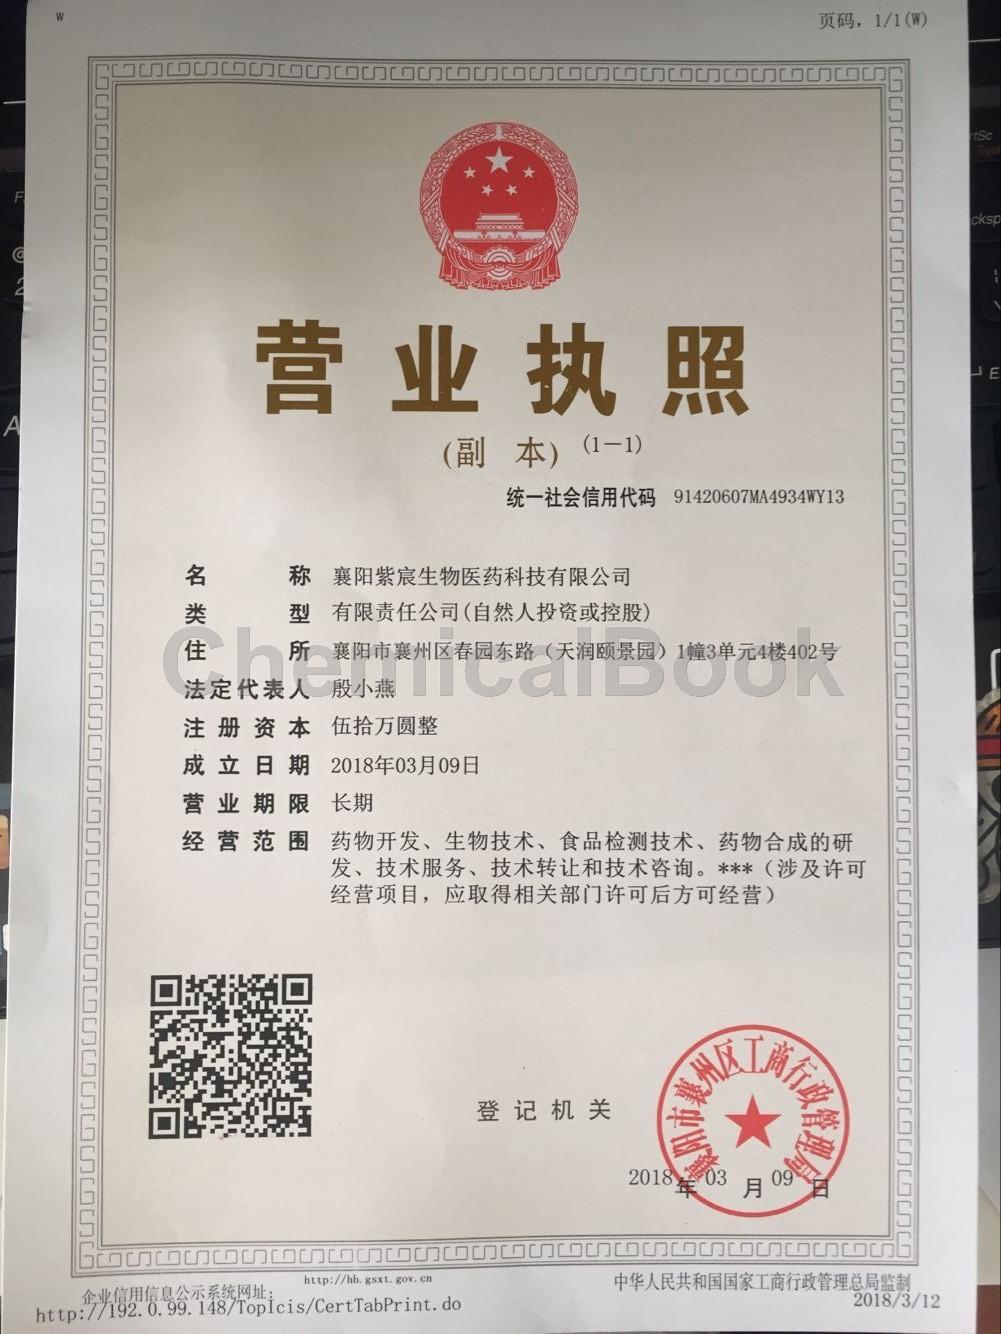 W
页码，1/1(W)
营业执照
(副 本) (1－1)
统一社会信用代码 91420607MA4934WY13
名 称 襄阳紫宸生物医药科技有限公司
类 型 有限责任公司(自然人投资或控股)
住 所 襄阳市襄州区春园东路（天润颐景园）1幢3单元4楼402号
ChemicalBook
法定代表人 殷小燕
注册资本 伍拾万圆整
成立日期 2018年03月09日
营业期限 长期
经营范围 药物开发、生物技术、食品检测技术、药物合成的研
发、技术服务、技术转让和技术咨询。***（涉及许可
经营项目，应取得相关部门许可后方可经营）
襄阳市襄州区工商行政管理局
登记机关
2018年03月09日
http://hb.gsxt.gov.cn
企业信用信息公示系统网址：
中华人民共和国国家工商行政管理总局监制
http://192.0.99.148/TopIcis/CertTabPrint.do
2018/3/12